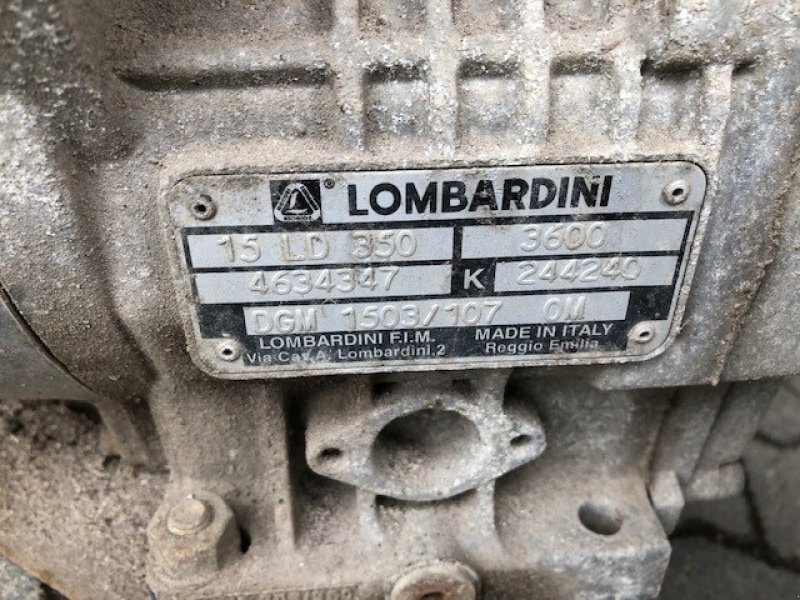 ® LOMBARDINI
15 LD 350 3600
4634347 K 244240
DGM 1503/107 OM
LOMBARDINI F.I.M. MADE IN ITALY
Via Cav. A. Lombardini, 2 Reggio Emilia